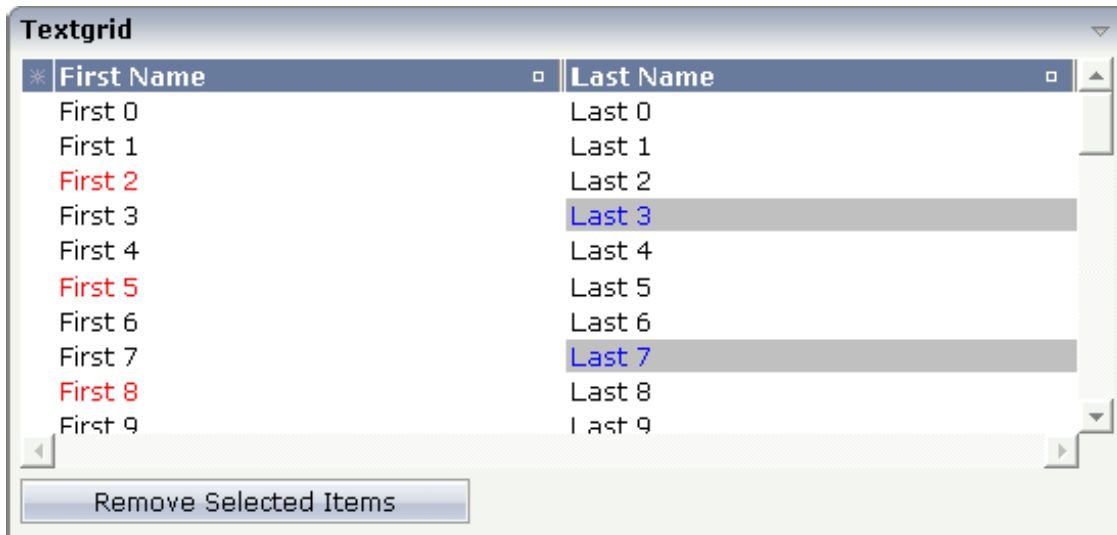 Textgrid
First Name Last Name
First 0 Last 0
First 1 Last 1
First 2 Last 2
First 3 Last 3
First 4 Last 4
First 5 Last 5
First 6 Last 6
First 7 Last 7
First 8 Last 8
First 9 Last 9
Remove Selected Items